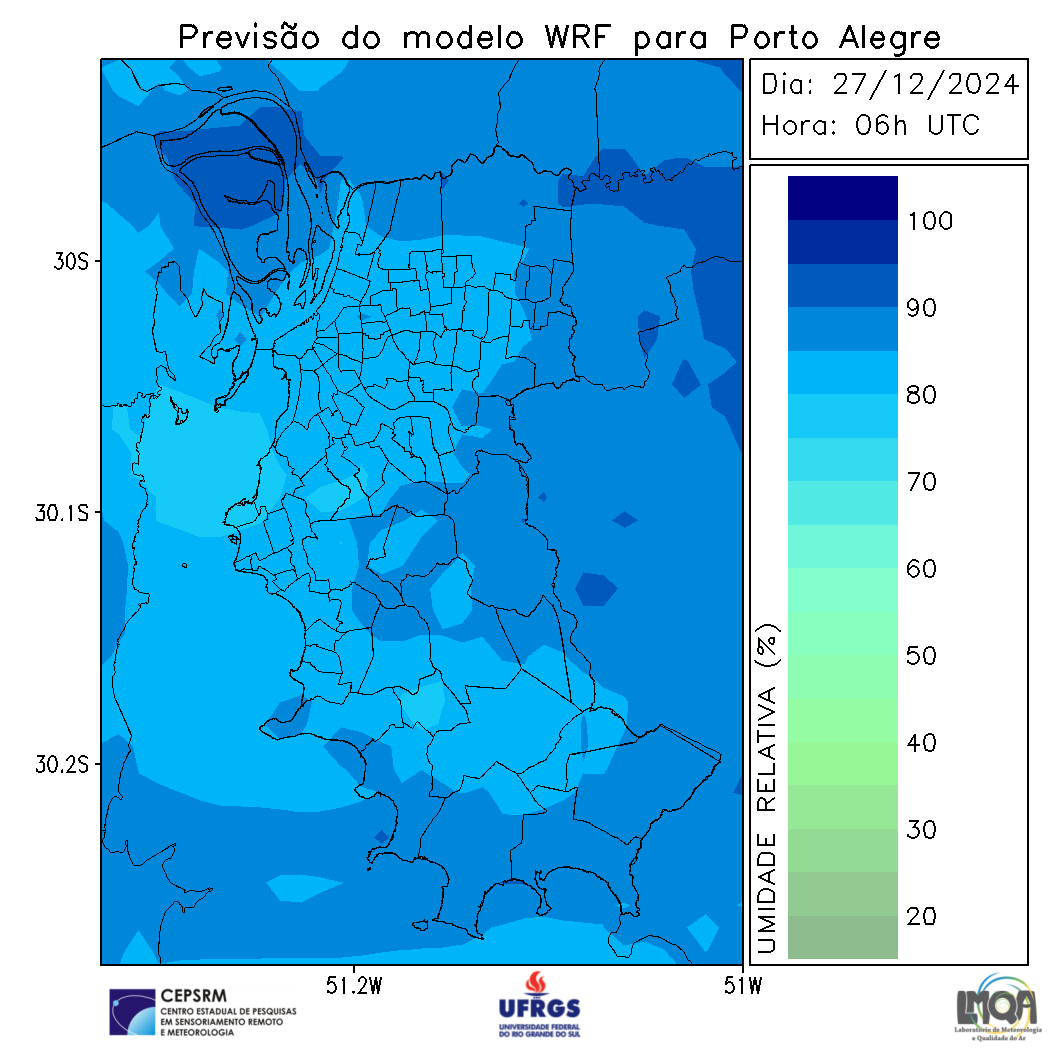 Previsão do modelo WRF para Porto Alegre
Dia: 27/12/2024
Hora: 06h UTC
100
90
80
70
60
50
40
30
20
UMIDADE RELATIVA (%)
30S
30.1S
30.2S
51.2W
51W
CEPSRM
CENTRO ESTADUAL DE PESQUISAS
EM SENSORIAMENTO REMOTO
E METEOROLOGIA
UFRGS
UNIVERSIDADE FEDERAL
DO RIO GRANDE DO SUL
LMQA
Laboratório de Meteorologia
e Qualidade do Ar